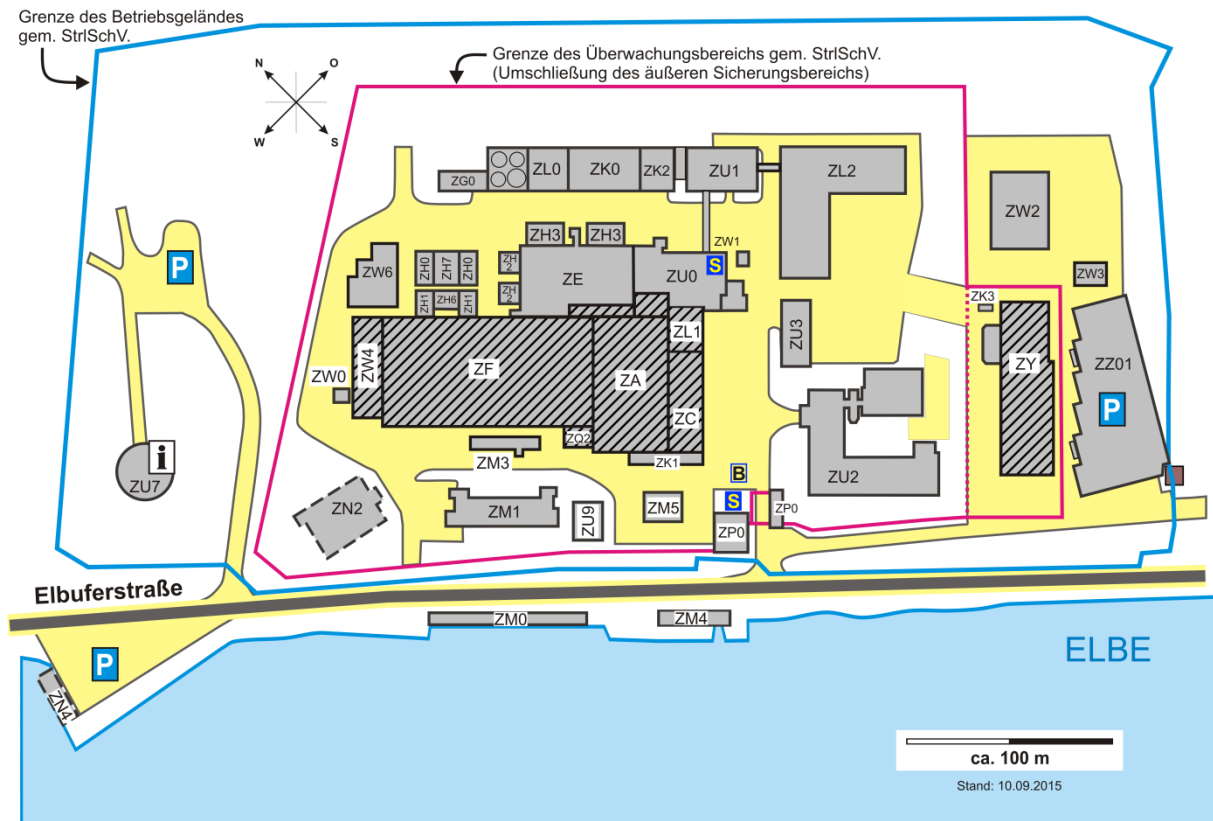 Grenze des Betriebsgeländes
gem. StrlSchV.
Grenze des Überwachungsbereichs gem. StrlSchV.
(Umschließung des äußeren Sicherungsbereichs)
N
O
W
S
ZG0
ZL0
ZK0
ZK2
ZU1
ZL2
ZW2
ZH3
ZH3
ZW1
ZW6
ZH0
ZH7
ZH0
ZH2
ZE
ZU0
S
P
ZW3
ZH1
ZH6
ZH1
ZH2
ZK3
ZL1
ZU3
ZW4
ZF
ZA
ZY
ZZ01
ZW0
P
ZC
ZQ2
ZM3
ZK1
i
ZU7
B
ZU2
ZN2
ZM1
ZU9
ZM5
S
ZP0
ZP0
Elbuferstraße
ZM0
ZM4
P
ZN4
ELBE
ca. 100 m
Stand: 10.09.2015